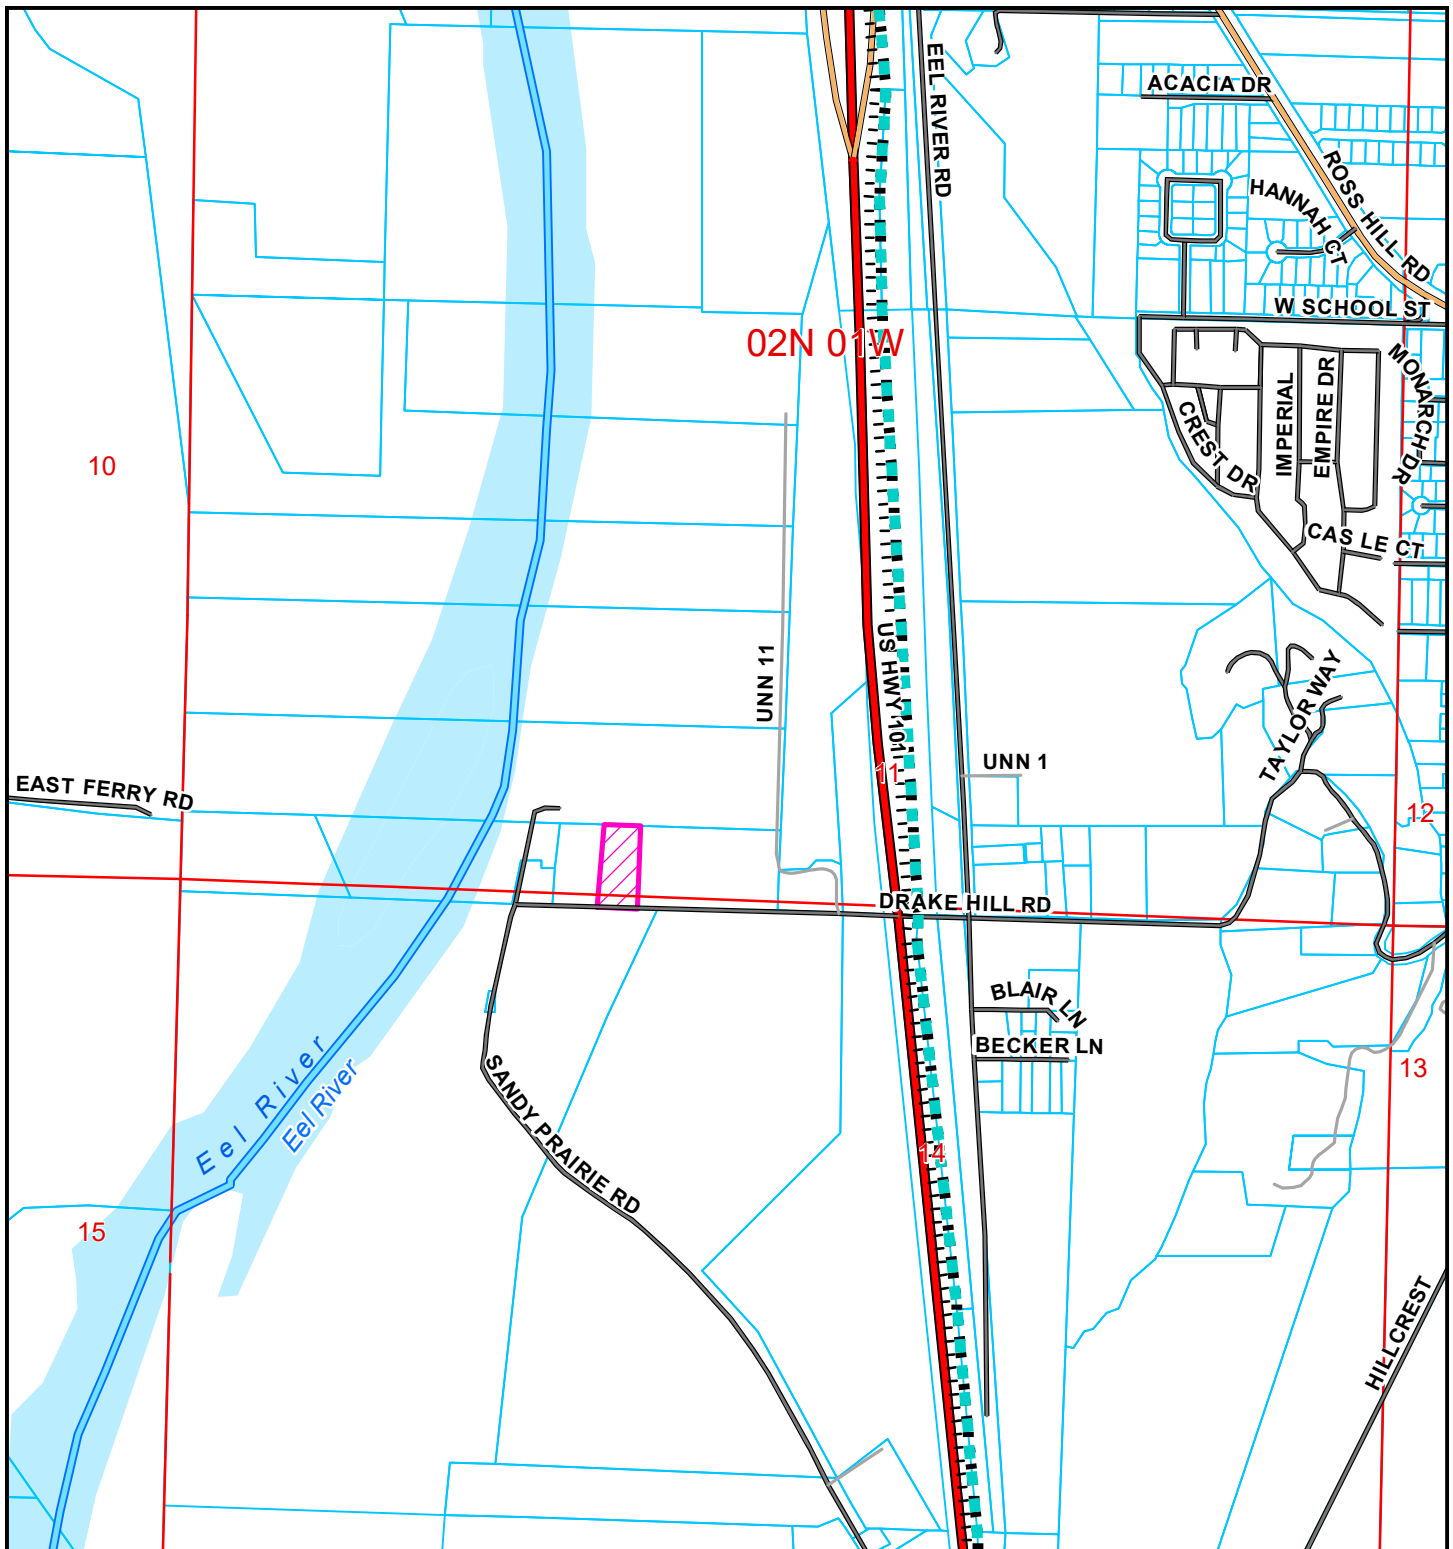 EEL RIVER RD
ACACIA DR
ROSS HILL RD
HANNAH CT
W SCHOOL ST
02N 01W
MONARCH DR
IMPERIAL
EMPIRE DR
CREST DR
10
CAS LE CT
UNN 11
US HWY 101
TAYLOR WAY
UNN 1
11
EAST FERRY RD
12
DRAKE HILL RD
BLAIR LN
BECKER LN
Eel River
Eel River
13
SANDY PRAIRIE RD
14
15
HILLCREST